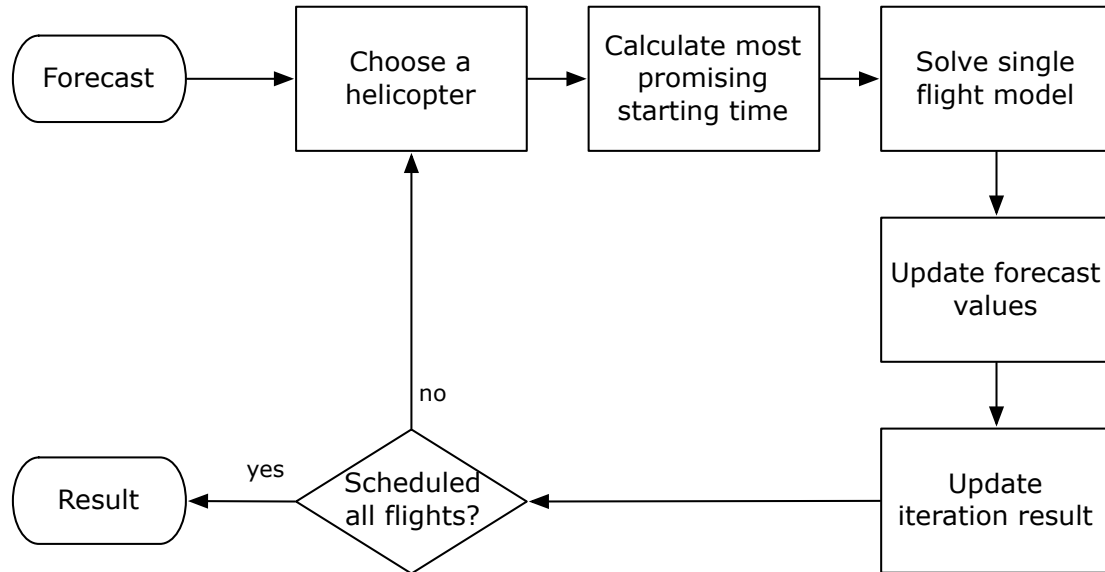 Forecast
Choose a
helicopter
Calculate most
promising
starting time
Solve single
flight model
Update forecast
values
Update
iteration result
Scheduled
all flights?
no
yes
Result